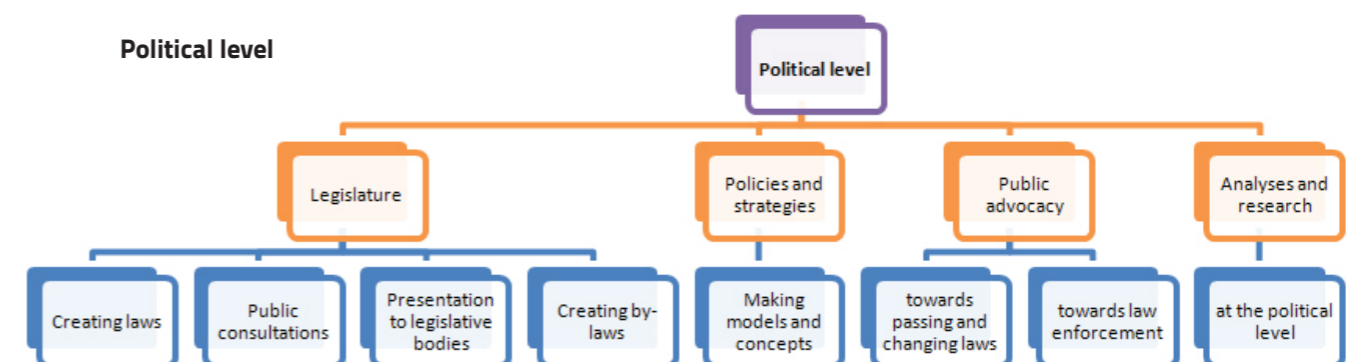 Political level
Political level
Legislature
Policies and
strategies
Public
advocacy
Analyses and
research
Creating laws
Public
consultations
Presentation
to legislative
bodies
Creating by-
laws
Making
models and
concepts
towards
passing and
changing laws
towards law
enforcement
at the political
level